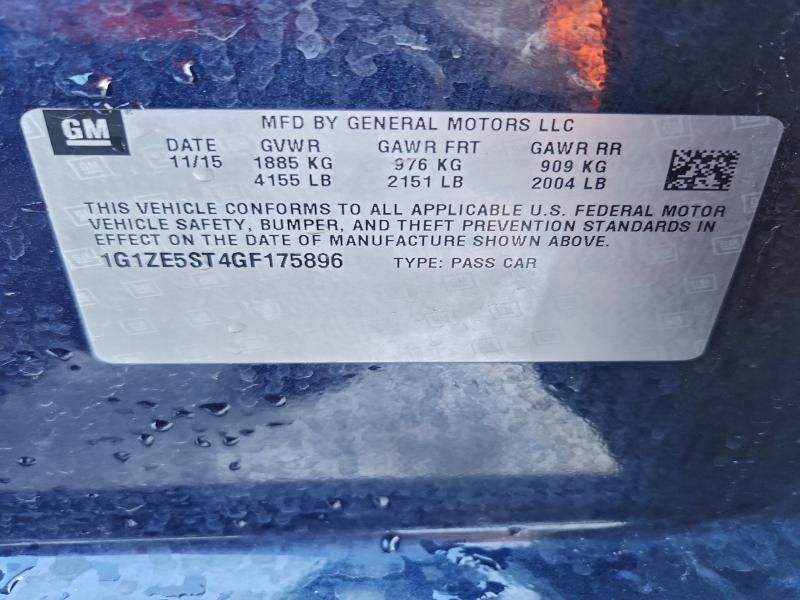 GM
MFD BY GENERAL MOTORS LLC
DATE GVWR GAWR FRT GAWR RR
11/15 1885 KG 976 KG 909 KG
4155 LB 2151 LB 2004 LB
THIS VEHICLE CONFORMS TO ALL APPLICABLE U.S. FEDERAL MOTOR
VEHICLE SAFETY, BUMPER, AND THEFT PREVENTION STANDARDS IN
EFFECT ON THE DATE OF MANUFACTURE SHOWN ABOVE.
1G1ZE5ST4GF175896 TYPE: PASS CAR